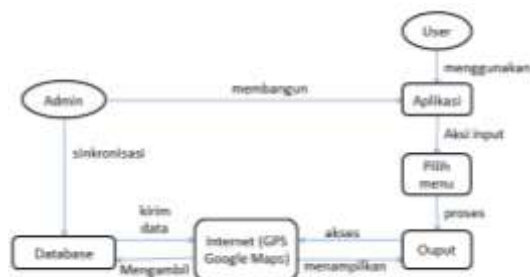 User
menggunakan
Admin
membangun
Aplikasi
sinkronisasi
Aksi input
Pilih
menu
kirim
data
akses
proses
Database
Internet (GPS
Google Maps)
Ouput
Mengambil
menampilkan